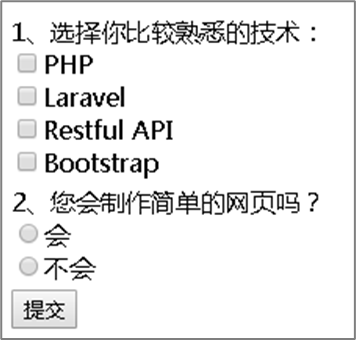 1、选择你比较熟悉的技术：
PHP
Laravel
Restful API
Bootstrap
2、您会制作简单的网页吗？
会
不会
提交